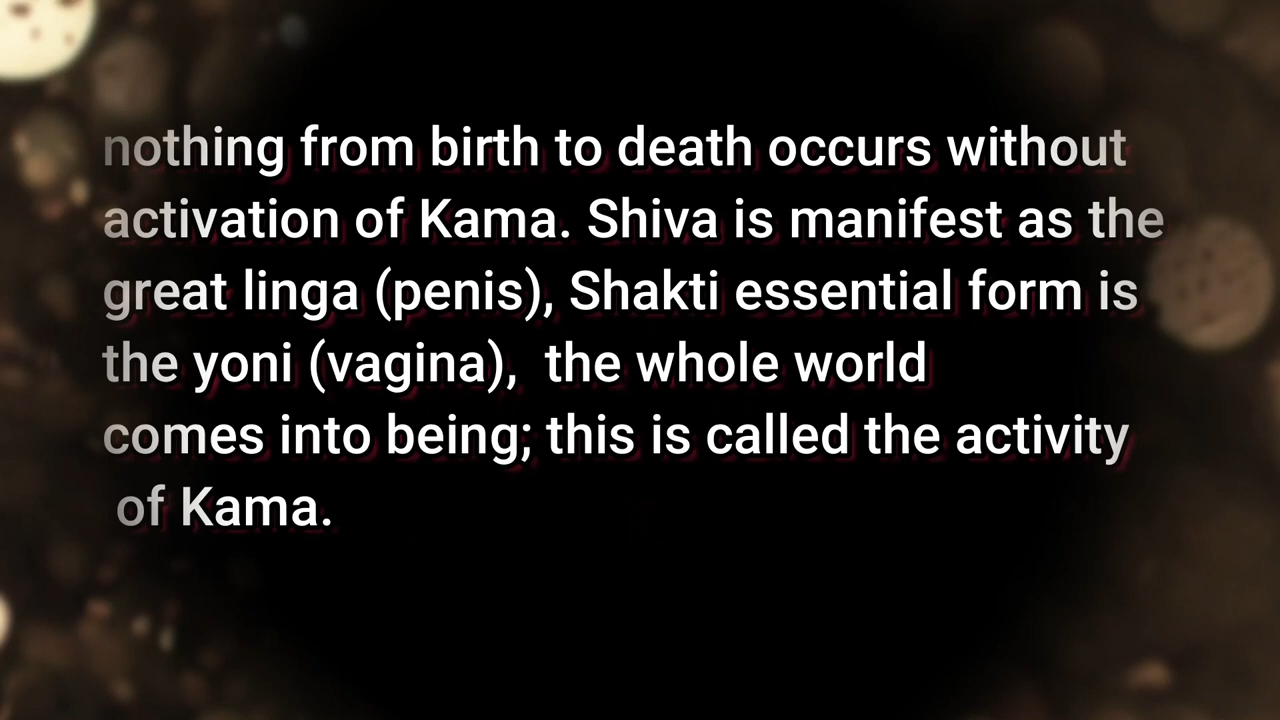 nothing from birth to death occurs without
activation of Kama. Shiva is manifest as the
great linga (penis), Shakti essential form is
the yoni (vagina),  the whole world
comes into being; this is called the activity
of Kama.